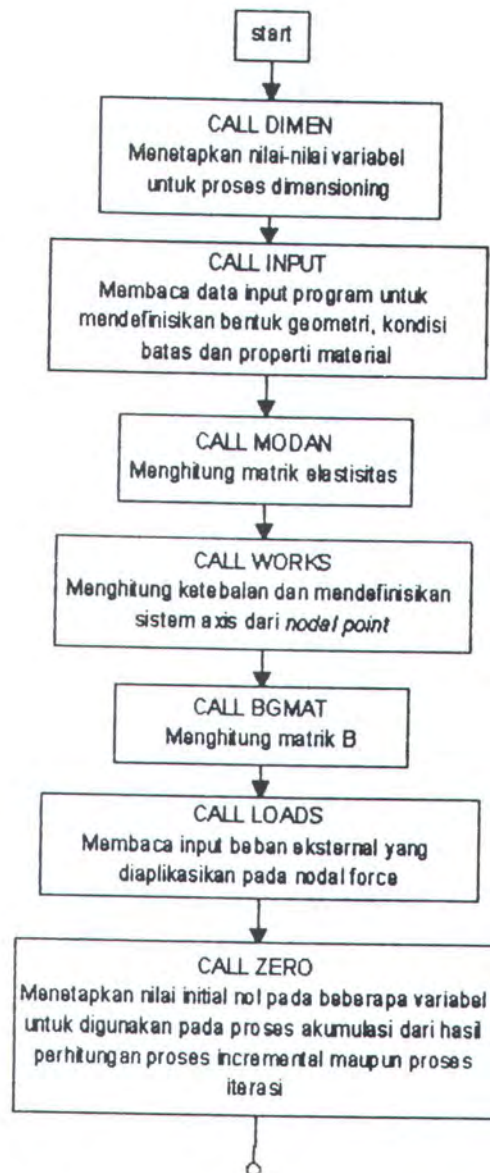 start
CALL DIMEN
Menetapkan nilai-nilai variabel
untuk proses dimensioning
CALL INPUT
Membaca data input program untuk
mendefinisikan bentuk geometri, kondisi
batas dan properti material
CALL MODAN
Menghitung matrik elastisitas
CALL WORKS
Menghitung ketebalan dan mendefinisikan
sistem axis dari nodal point
CALL BGMAT
Menghitung matrik B
CALL LOADS
Membaca input beban eksternal yang
diaplikasikan pada nodal force
CALL ZERO
Menetapkan nilai initial nol pada beberapa variabel
untuk digunakan pada proses akumulasi dari hasil
perhitungan proses incremental maupun proses
iterasi